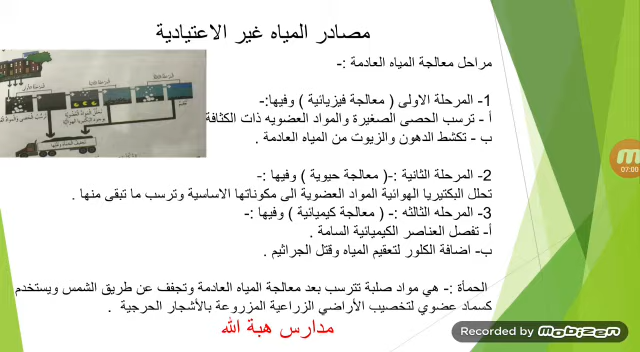 مصادر المياه غير الاعتيادية
مراحل معالجة المياه العادمة :-
1- المرحلة الاولى ( معالجة فيزيائية ) وفيها:-
أ – ترسب الحصى الصغيرة والمواد العضويه ذات الكثافة
ب – تكشط الدهون والزيوت من المياه العادمة .
2- المرحلة الثانية :- ( معالجة حيوية ) وفيها :-
تحلل البكتيريا الهوائية المواد العضوية الى مكوناتها الاساسية وترسب ما تبقى منها .
3- المرحله الثالثه :- ( معالجة كيميائية ) وفيها :-
أ- تفصل العناصر الكيميائية السامة .
ب- اضافة الكلور لتعقيم المياه وقتل الجراثيم .
الحمأة :- هي مواد صلبة تترسب بعد معالجة المياه العادمة وتجفف عن طريق الشمس ويستخدم
كسماد عضوي لتخصيب الأراضي الزراعية المزروعة بالأشجار الحرجية .
مدارس هبة الله
07:00
Recorded by mobizen